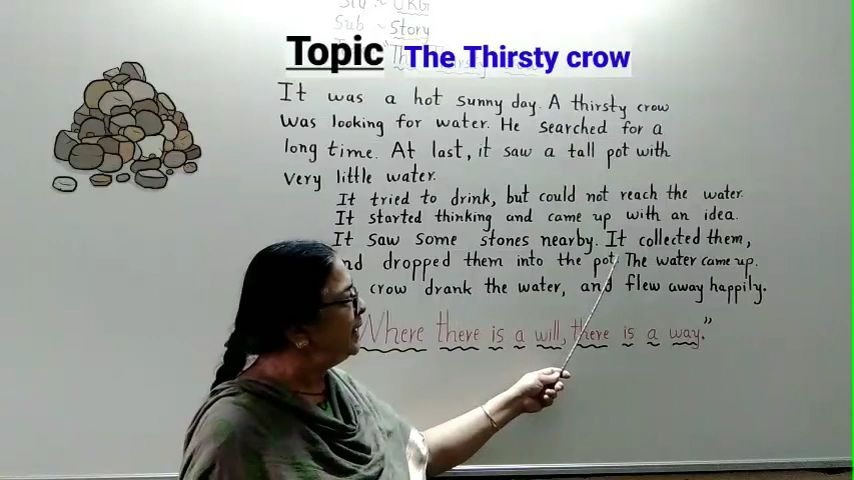 Std ~ UKG
Sub ~ Story
Topic The Thirsty crow
It was a hot sunny day. A thirsty crow
was looking for water. He searched for a
long time. At last, it saw a tall pot with
very little water.
It tried to drink, but could not reach the water.
It started thinking and came up with an idea.
It saw some stones nearby. It collected them,
nd dropped them into the pot. The water came up.
crow drank the water, and flew away happily.
Where there is a will, there is a way."